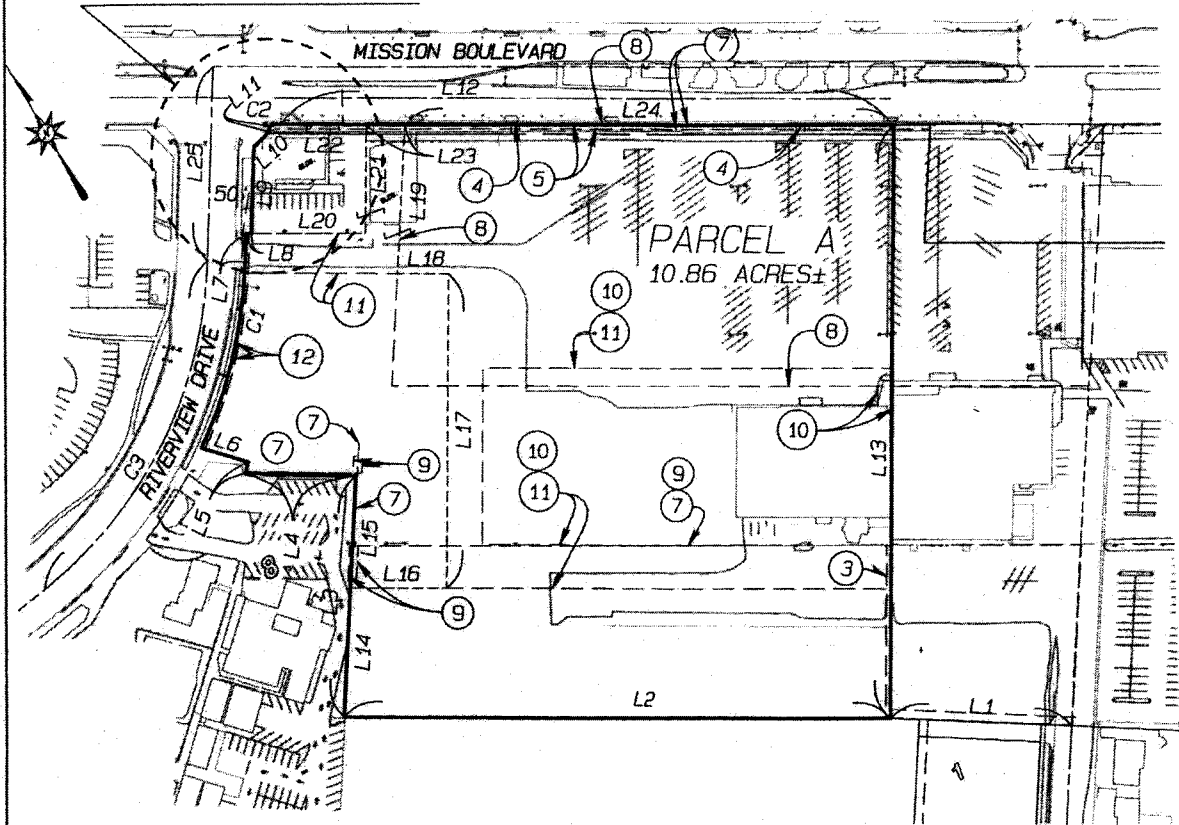 MISSION BOULEVARD
8
7
L11
C2
L12
L24
L10
L22
L23
L25
L21
L19
4
5
4
50
L9
L20
8
PARCEL A
10.86 ACRES±
L8
L18
L7
11
10
11
8
C1
12
RIVERVIEW DRIVE
C3
L17
10
L13
L6
7
7
9
7
10
11
9
7
L5
L4
L15
L16
3
9
L14
L2
L1